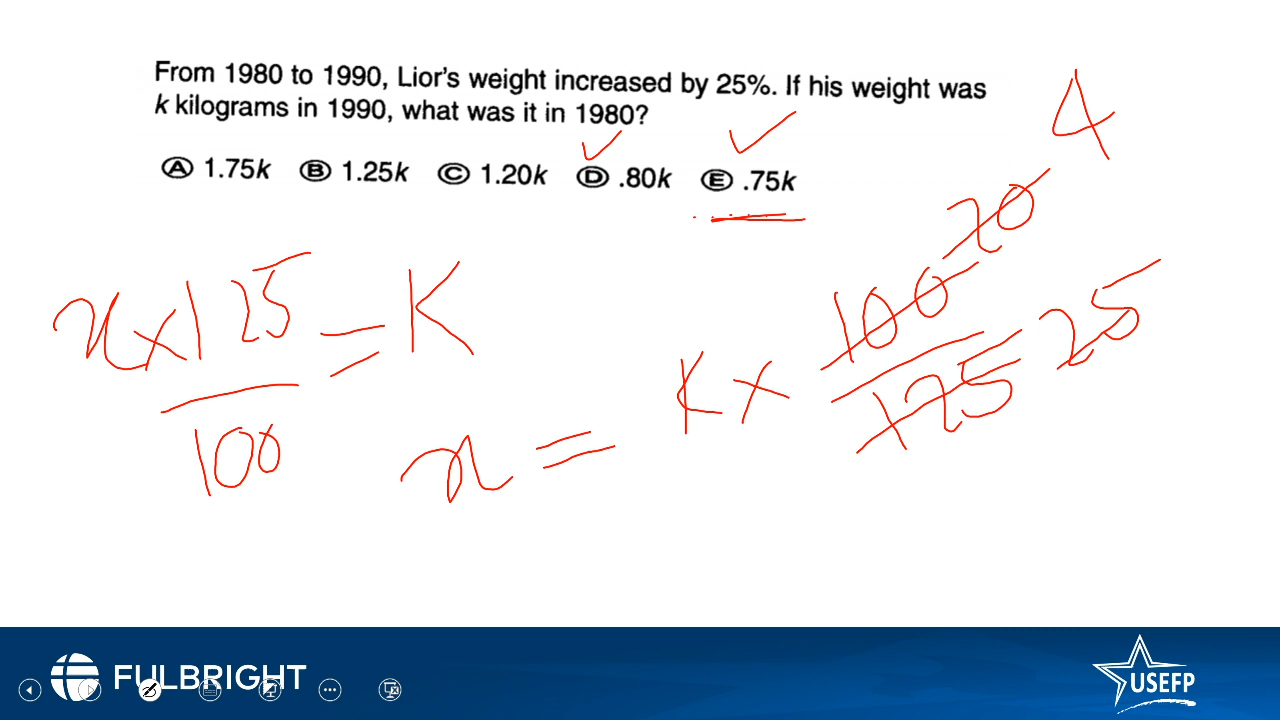 From 1980 to 1990, Lior's weight increased by 25%. If his weight was
k kilograms in 1990, what was it in 1980?
A 1.75k B 1.25k C 1.20k D .80k E .75k
x × 125 / 100 = K
x = K × 100 / 125
20 4
25
FULBRIGHT
USEFP